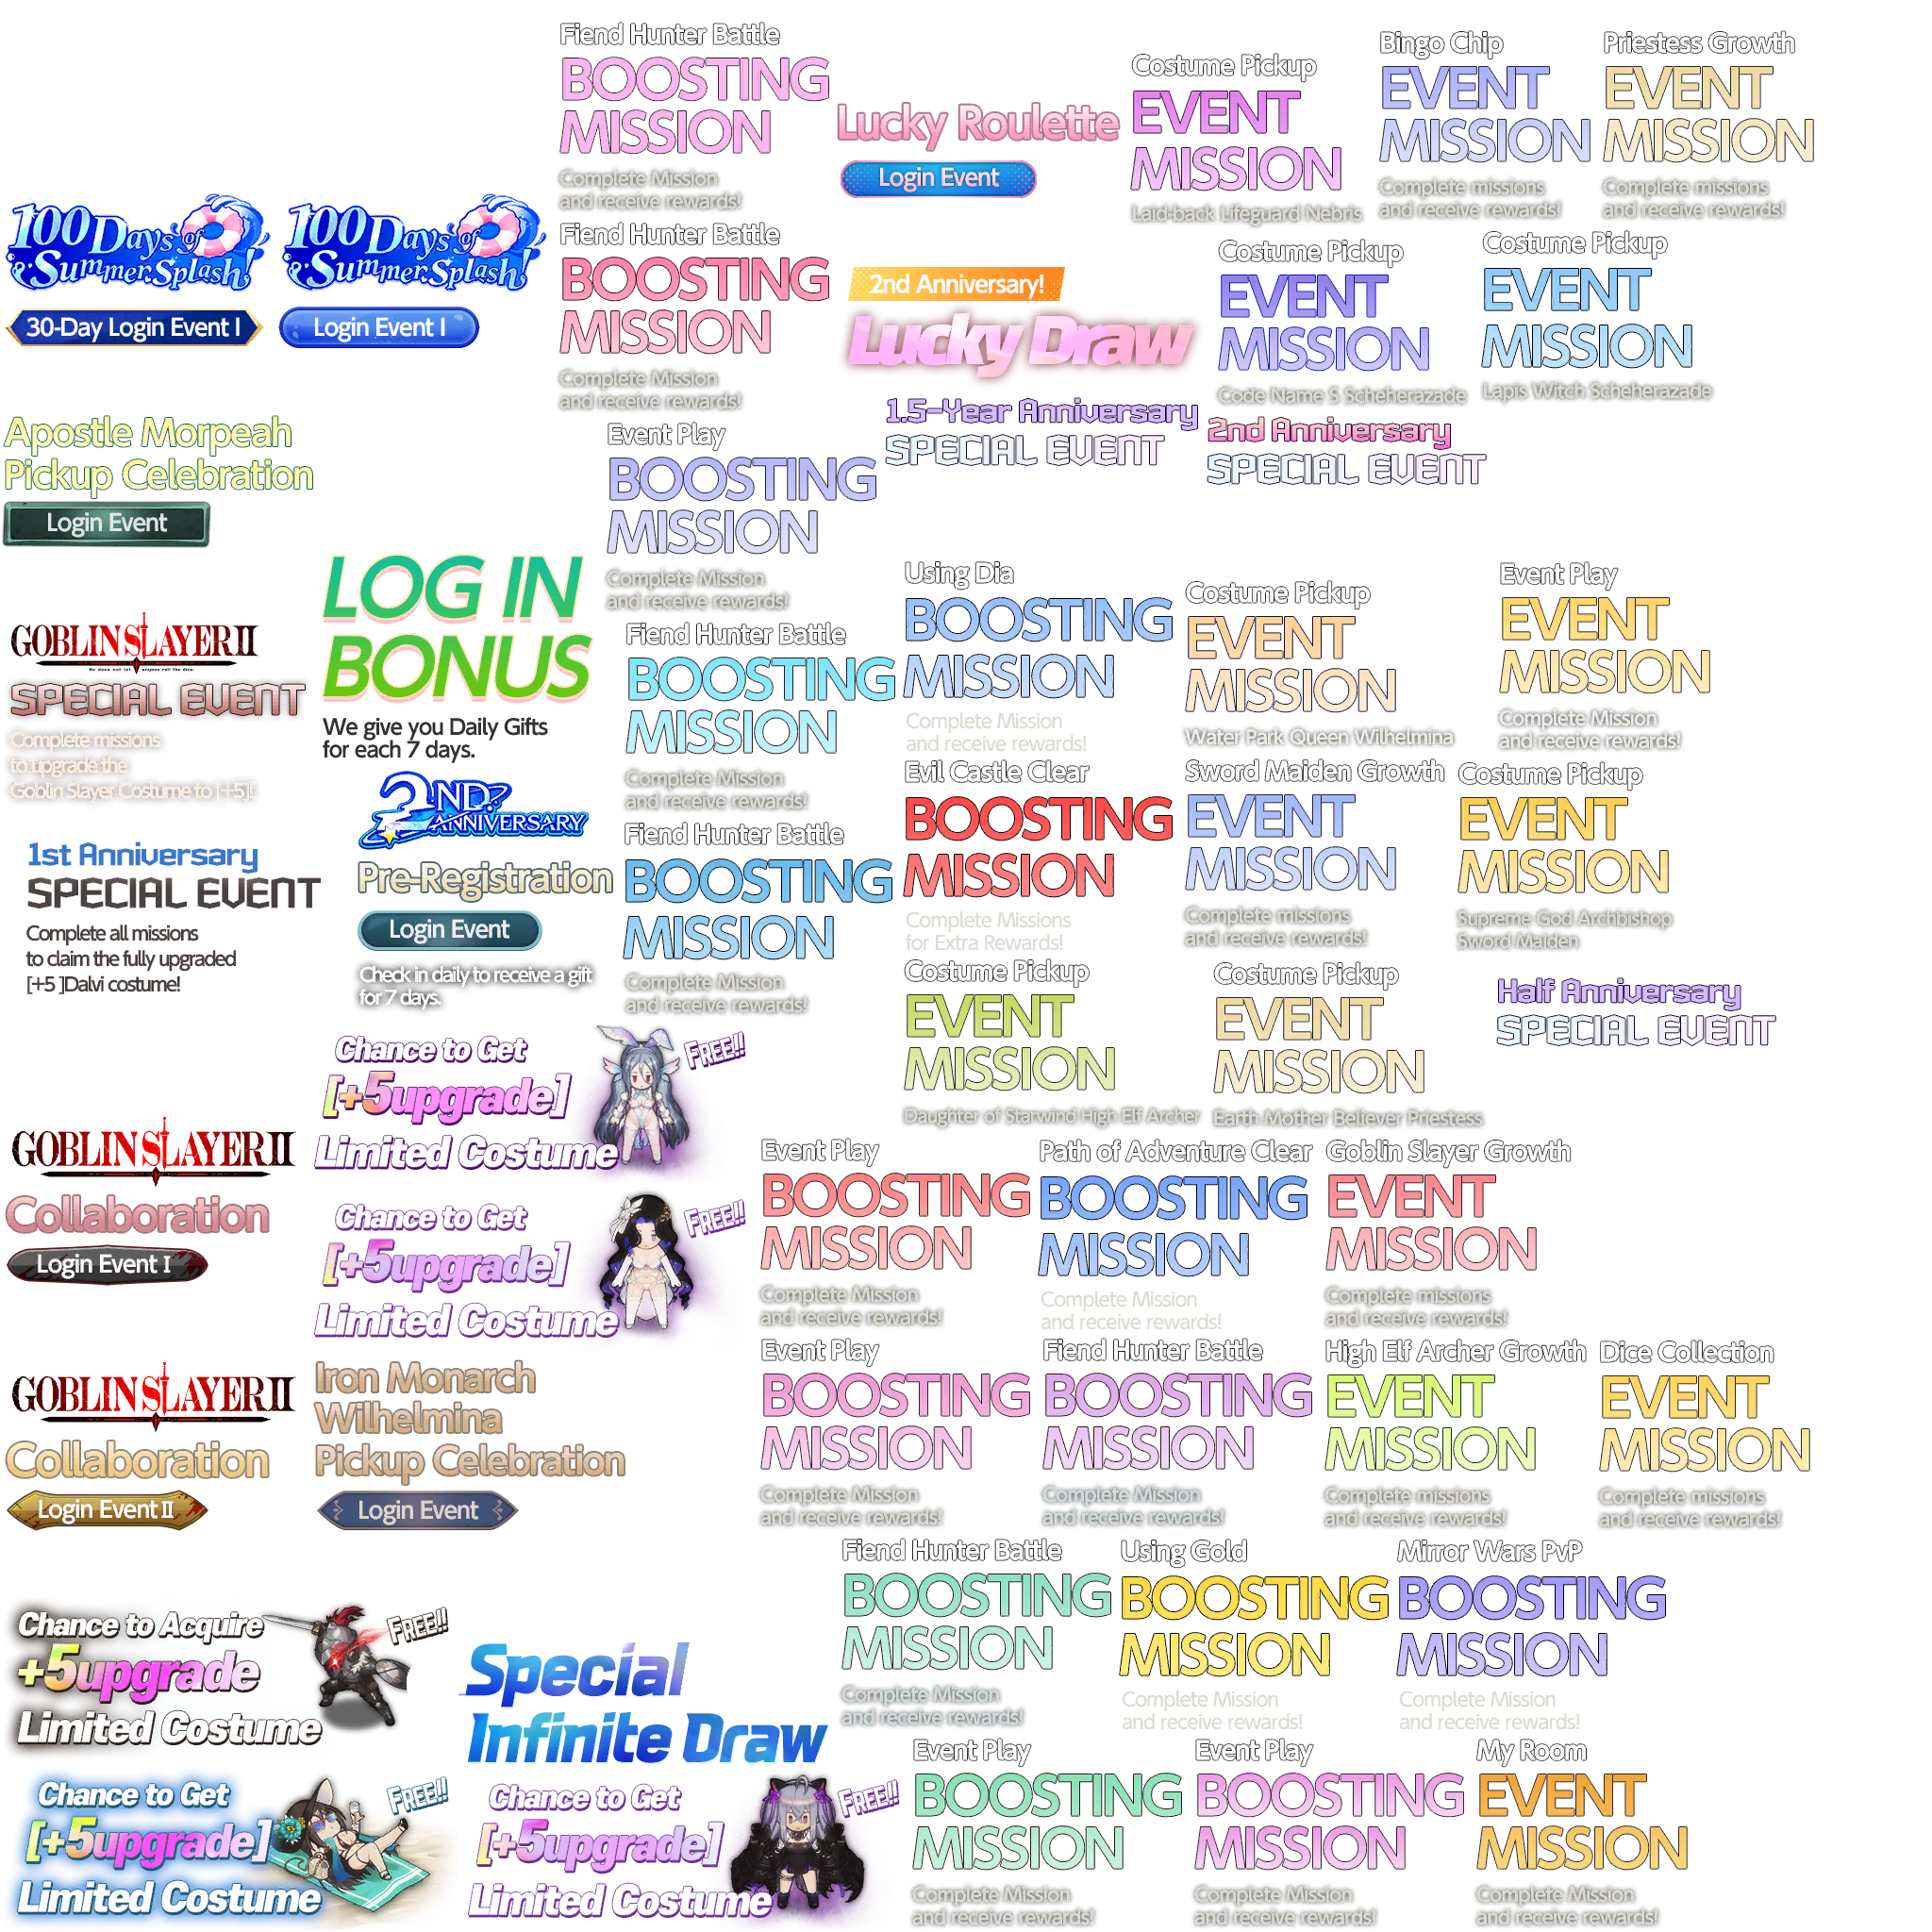 Fiend Hunter Battle
BOOSTING
MISSION
Complete Mission
and receive rewards!
Lucky Roulette
Login Event
Costume Pickup
EVENT
MISSION
Laid-back Lifeguard Nebris
Bingo Chip
EVENT
MISSION
Complete missions
and receive rewards!
Priestess Growth
EVENT
MISSION
Complete missions
and receive rewards!
100 Days of
Summer Splash!
30-Day Login Event I
100 Days of
Summer Splash!
Login Event I
Fiend Hunter Battle
BOOSTING
MISSION
Complete Mission
and receive rewards!
2nd Anniversary!
Lucky Draw
Costume Pickup
EVENT
MISSION
Code Name S Scheherazade
Costume Pickup
EVENT
MISSION
Lapis Witch Scheherazade
Apostle Morpeah
Pickup Celebration
Login Event
Event Play
BOOSTING
MISSION
Complete Mission
and receive rewards!
1.5-Year Anniversary
SPECIAL EVENT
2nd Anniversary
SPECIAL EVENT
GOBLIN SLAYER II
He does not let anyone roll the dice.
SPECIAL EVENT
Complete missions
to upgrade the
Goblin Slayer Costume to [+5]!
LOG IN
BONUS
We give you Daily Gifts
for each 7 days.
Fiend Hunter Battle
BOOSTING
MISSION
Complete Mission
and receive rewards!
Using Dia
BOOSTING
MISSION
Complete Mission
and receive rewards!
Costume Pickup
EVENT
MISSION
Water Park Queen Wilhelmina
Event Play
EVENT
MISSION
Complete Mission
and receive rewards!
1st Anniversary
SPECIAL EVENT
Complete all missions
to claim the fully upgraded
[+5 ]Dalvi costume!
2ND
ANNIVERSARY
Pre-Registration
Login Event
Check in daily to receive a gift
for 7 days.
Fiend Hunter Battle
BOOSTING
MISSION
Complete Mission
and receive rewards!
Evil Castle Clear
BOOSTING
MISSION
Complete Missions
for Extra Rewards!
Sword Maiden Growth
EVENT
MISSION
Complete missions
and receive rewards!
Costume Pickup
EVENT
MISSION
Supreme God Archbishop
Sword Maiden
Costume Pickup
EVENT
MISSION
Daughter of Starwind High Elf Archer
Costume Pickup
EVENT
MISSION
Earth Mother Believer Priestess
Half Anniversary
SPECIAL EVENT
GOBLIN SLAYER II
Collaboration
Login Event I
Chance to Get
FREE!!
[+5upgrade]
Limited Costume
Chance to Get
FREE!!
[+5upgrade]
Limited Costume
Event Play
BOOSTING
MISSION
Complete Mission
and receive rewards!
Path of Adventure Clear
BOOSTING
MISSION
Complete Mission
and receive rewards!
Goblin Slayer Growth
EVENT
MISSION
Complete missions
and receive rewards!
GOBLIN SLAYER II
Collaboration
Login Event II
Iron Monarch
Wilhelmina
Pickup Celebration
Login Event
Event Play
BOOSTING
MISSION
Complete Mission
and receive rewards!
Fiend Hunter Battle
BOOSTING
MISSION
Complete Mission
and receive rewards!
High Elf Archer Growth
EVENT
MISSION
Complete missions
and receive rewards!
Dice Collection
EVENT
MISSION
Complete missions
and receive rewards!
Chance to Acquire
FREE!!
+5upgrade
Limited Costume
Special
Infinite Draw
Fiend Hunter Battle
BOOSTING
MISSION
Complete Mission
and receive rewards!
Using Gold
BOOSTING
MISSION
Complete Mission
and receive rewards!
Mirror Wars PvP
BOOSTING
MISSION
Complete Mission
and receive rewards!
Chance to Get
FREE!!
[+5upgrade]
Limited Costume
Chance to Get
FREE!!
[+5upgrade]
Limited Costume
Event Play
BOOSTING
MISSION
Complete Mission
and receive rewards!
Event Play
BOOSTING
MISSION
Complete Mission
and receive rewards!
My Room
EVENT
MISSION
Complete Mission
and receive rewards!